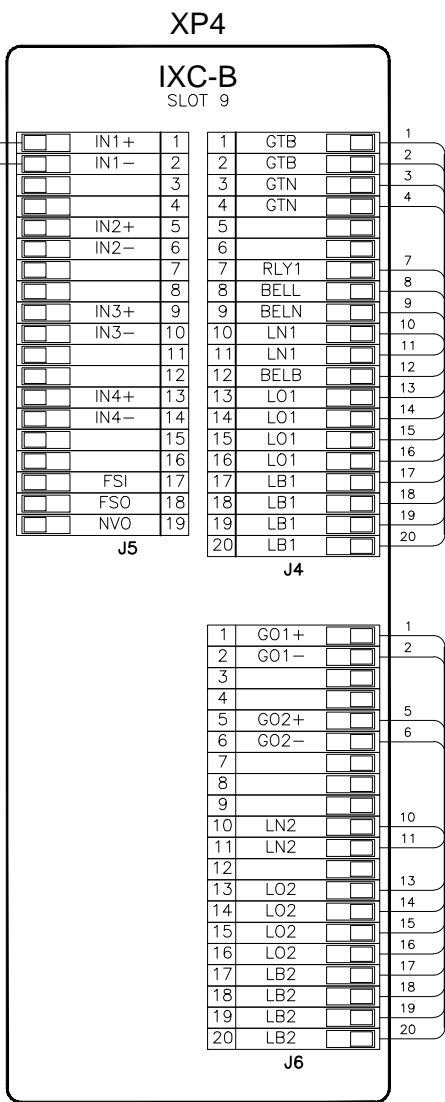 XP4
IXC-B
SLOT 9
IN1+ 1
IN1− 2
3
4
IN2+ 5
IN2− 6
7
8
IN3+ 9
IN3− 10
11
12
IN4+ 13
IN4− 14
15
16
FSI 17
FSO 18
NVO 19
J5
1 GTB 1
2 GTB 2
3 GTN 3
4 GTN 4
5
6
7 RLY1 7
8 BELL 8
9 BELN 9
10 LN1 10
11 LN1 11
12 BELB 12
13 LO1 13
14 LO1 14
15 LO1 15
16 LO1 16
17 LB1 17
18 LB1 18
19 LB1 19
20 LB1 20
J4
1 GO1+ 1
2 GO1− 2
3
4
5 GO2+ 5
6 GO2− 6
7
8
9
10 LN2 10
11 LN2 11
12
13 LO2 13
14 LO2 14
15 LO2 15
16 LO2 16
17 LB2 17
18 LB2 18
19 LB2 19
20 LB2 20
J6